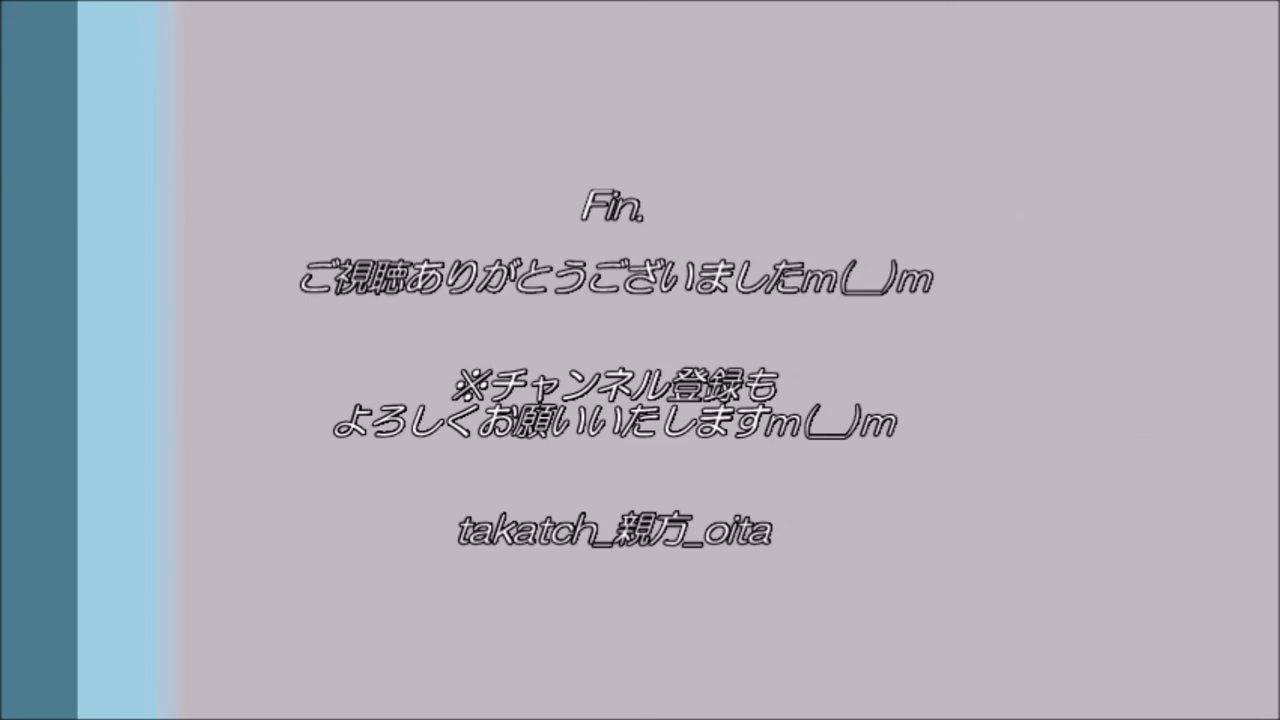 Fin.
ご視聴ありがとうございましたm(__)m
※チャンネル登録も
よろしくお願いいたしますm(__)m
takatch_親方_oita